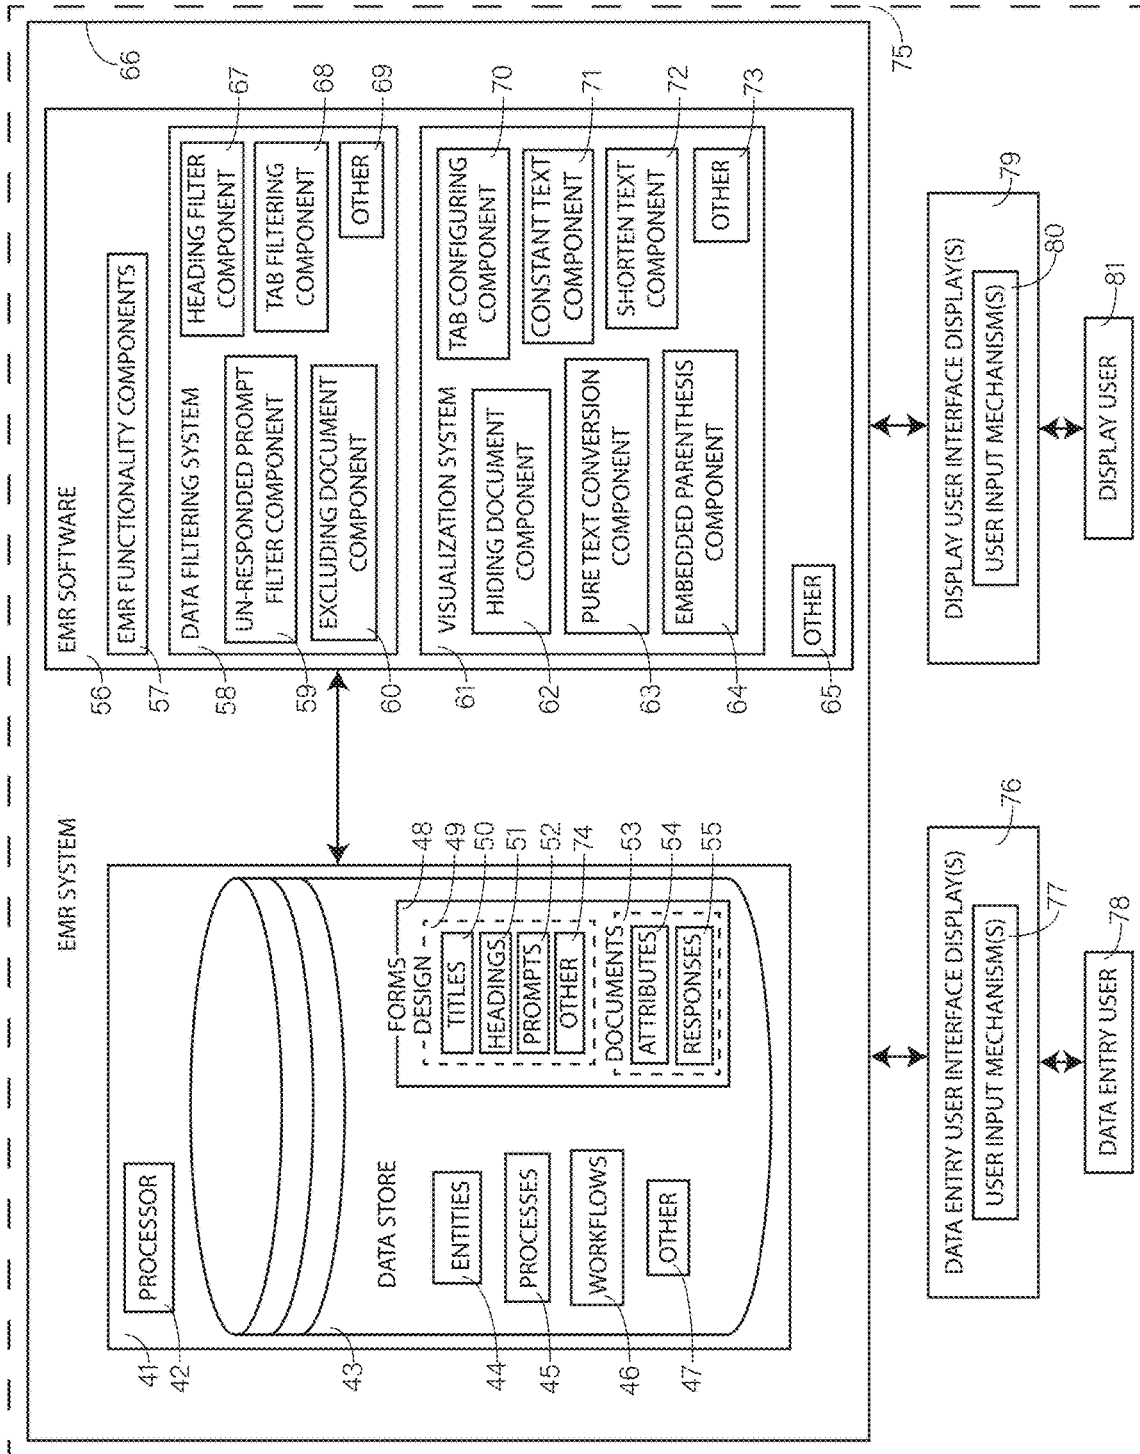 EMR SYSTEM
66
75
41
PROCESSOR
42
43
DATA STORE
ENTITIES
44
PROCESSES
45
WORKFLOWS
46
OTHER
47
FORMS
48
DESIGN
49
TITLES
50
HEADINGS
51
PROMPTS
52
OTHER
74
DOCUMENTS
53
ATTRIBUTES
54
RESPONSES
55
EMR SOFTWARE
56
EMR FUNCTIONALITY COMPONENTS
57
DATA FILTERING SYSTEM
58
UN-RESPONDED PROMPT
FILTER COMPONENT
59
EXCLUDING DOCUMENT
COMPONENT
60
HEADING FILTER
COMPONENT
67
TAB FILTERING
COMPONENT
68
OTHER
69
VISUALIZATION SYSTEM
61
HIDING DOCUMENT
COMPONENT
62
PURE TEXT CONVERSION
COMPONENT
63
EMBEDDED PARENTHESIS
COMPONENT
64
TAB CONFIGURING
COMPONENT
70
CONSTANT TEXT
COMPONENT
71
SHORTEN TEXT
COMPONENT
72
OTHER
73
OTHER
65
DATA ENTRY USER INTERFACE DISPLAY(S)
76
USER INPUT MECHANISM(S)
77
DATA ENTRY USER
78
DISPLAY USER INTERFACE DISPLAY(S)
79
USER INPUT MECHANISM(S)
80
DISPLAY USER
81